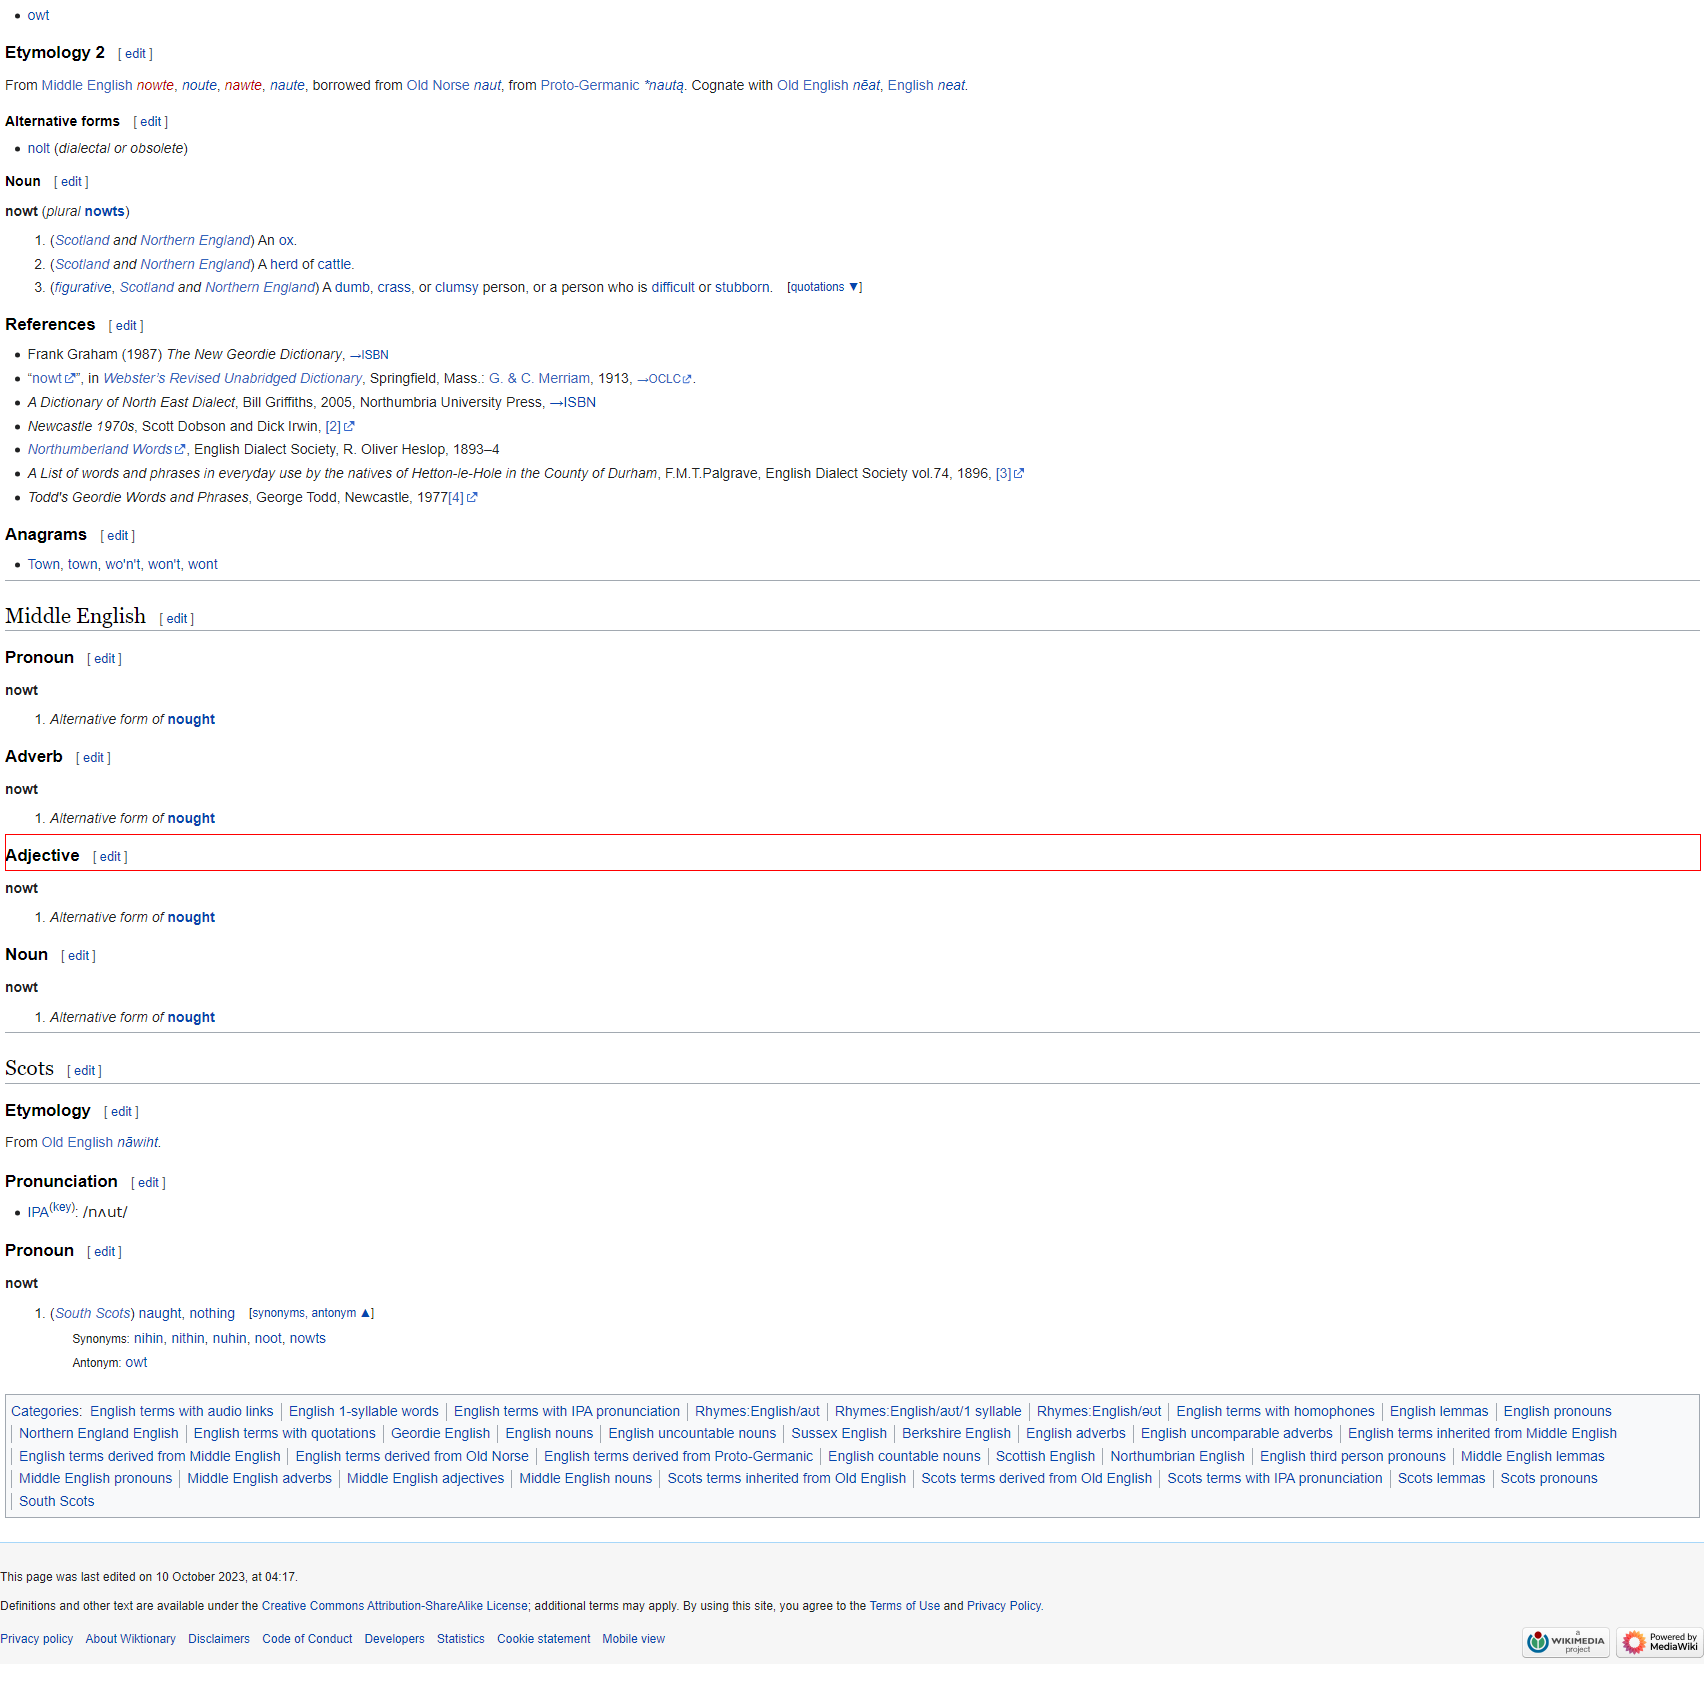 • owt
Etymology 2 [ edit ]
From Middle English nowte, noute, nawte, naute, borrowed from Old Norse naut, from Proto-Germanic *nautą. Cognate with Old English nēat, English neat.
Alternative forms [ edit ]
• nolt (dialectal or obsolete)
Noun [ edit ]
nowt (plural nowts)
1. (Scotland and Northern England) An ox.
2. (Scotland and Northern England) A herd of cattle.
3. (figurative, Scotland and Northern England) A dumb, crass, or clumsy person, or a person who is difficult or stubborn. [quotations ▼]
References [ edit ]
• Frank Graham (1987) The New Geordie Dictionary, →ISBN
• “nowt”, in Webster’s Revised Unabridged Dictionary, Springfield, Mass.: G. & C. Merriam, 1913, →OCLC.
• A Dictionary of North East Dialect, Bill Griffiths, 2005, Northumbria University Press, →ISBN
• Newcastle 1970s, Scott Dobson and Dick Irwin, [2]
• Northumberland Words, English Dialect Society, R. Oliver Heslop, 1893–4
• A List of words and phrases in everyday use by the natives of Hetton-le-Hole in the County of Durham, F.M.T.Palgrave, English Dialect Society vol.74, 1896, [3]
• Todd's Geordie Words and Phrases, George Todd, Newcastle, 1977[4]
Anagrams [ edit ]
• Town, town, wo'n't, won't, wont
Middle English [ edit ]
Pronoun [ edit ]
nowt
1. Alternative form of nought
Adverb [ edit ]
nowt
1. Alternative form of nought
Adjective [ edit ]
nowt
1. Alternative form of nought
Noun [ edit ]
nowt
1. Alternative form of nought
Scots [ edit ]
Etymology [ edit ]
From Old English nāwiht.
Pronunciation [ edit ]
• IPA(key): /nʌut/
Pronoun [ edit ]
nowt
1. (South Scots) naught, nothing [synonyms, antonym ▲]
Synonyms: nihin, nithin, nuhin, noot, nowts
Antonym: owt
Categories: English terms with audio links | English 1-syllable words | English terms with IPA pronunciation | Rhymes:English/aʊt | Rhymes:English/aʊt/1 syllable | Rhymes:English/əʊt | English terms with homophones | English lemmas | English pronouns
| Northern England English | English terms with quotations | Geordie English | English nouns | English uncountable nouns | Sussex English | Berkshire English | English adverbs | English uncomparable adverbs | English terms inherited from Middle English
| English terms derived from Middle English | English terms derived from Old Norse | English terms derived from Proto-Germanic | English countable nouns | Scottish English | Northumbrian English | English third person pronouns | Middle English lemmas
| Middle English pronouns | Middle English adverbs | Middle English adjectives | Middle English nouns | Scots terms inherited from Old English | Scots terms derived from Old English | Scots terms with IPA pronunciation | Scots lemmas | Scots pronouns
| South Scots
This page was last edited on 10 October 2023, at 04:17.
Definitions and other text are available under the Creative Commons Attribution-ShareAlike License; additional terms may apply. By using this site, you agree to the Terms of Use and Privacy Policy.
Privacy policy About Wiktionary Disclaimers Code of Conduct Developers Statistics Cookie statement Mobile view
a WIKIMEDIA project
Powered by MediaWiki